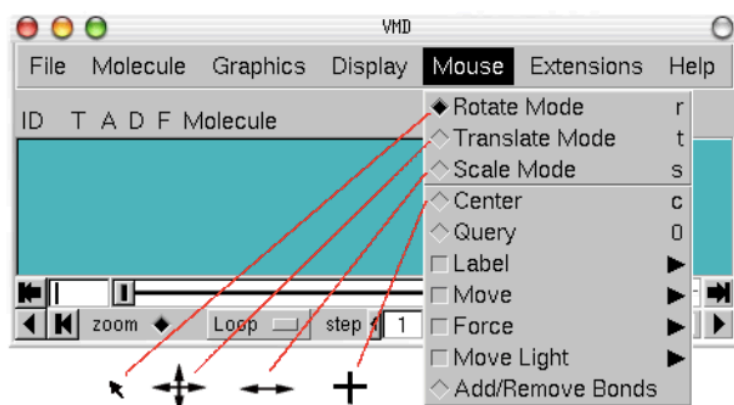 VMD
File Molecule Graphics Display Mouse Extensions Help
ID T A D F Molecule
Rotate Mode r
Translate Mode t
Scale Mode s
Center c
Query 0
Label
Move
Force
Move Light
Add/Remove Bonds
zoom Loop step 1